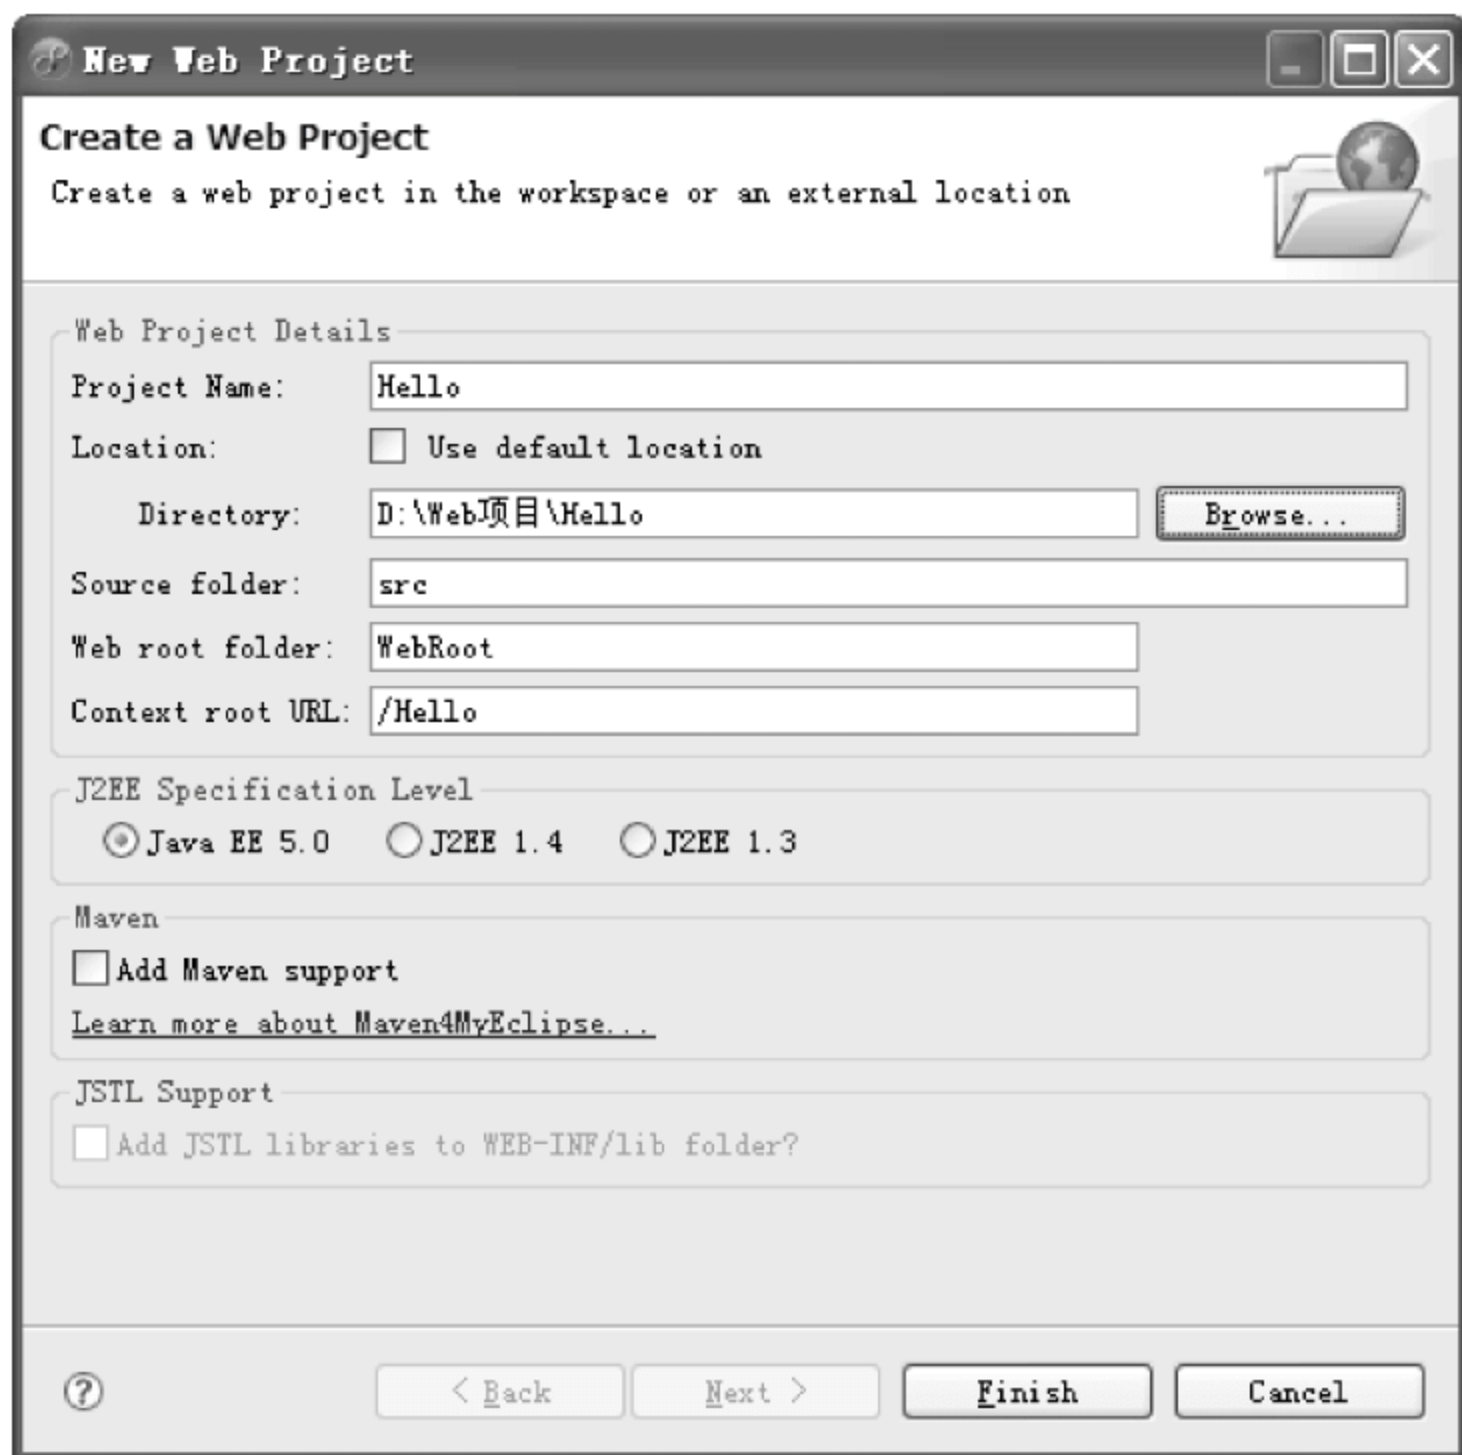 New Web Project
Create a Web Project
Create a web project in the workspace or an external location
Web Project Details
Project Name: Hello
Location: Use default location
Directory: D:\Web项目\Hello Browse...
Source folder: src
Web root folder: WebRoot
Context root URL: /Hello
J2EE Specification Level
Java EE 5.0 J2EE 1.4 J2EE 1.3
Maven
Add Maven support
Learn more about Maven4MyEclipse...
JSTL Support
Add JSTL libraries to WEB-INF/lib folder?
? < Back Next > Finish Cancel